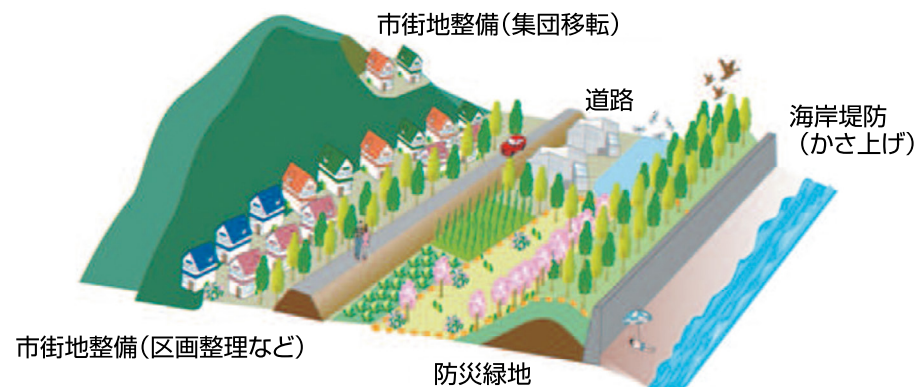 市街地整備（集団移転）
道路
海岸堤防
（かさ上げ）
市街地整備（区画整理など）
防災緑地